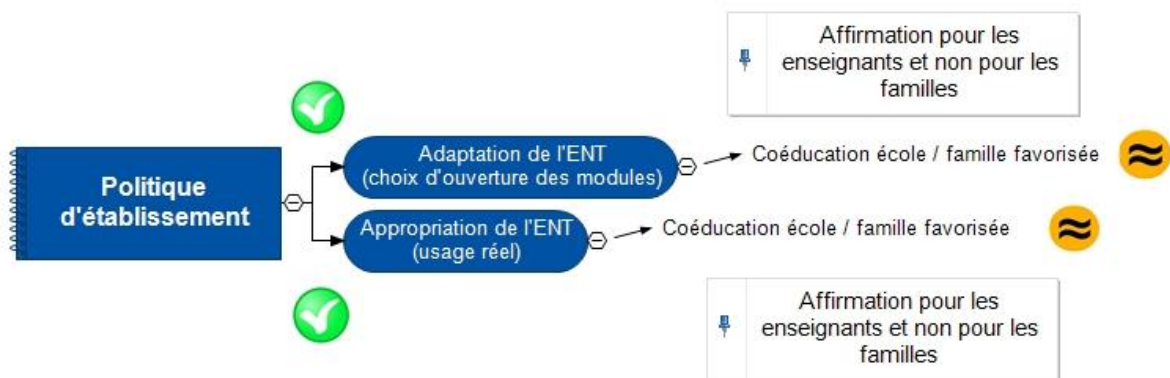 Affirmation pour les
enseignants et non pour les
familles
Politique
d'établissement
Adaptation de l'ENT
(choix d'ouverture des modules)
Coéducation école / famille favorisée
Appropriation de l'ENT
(usage réel)
Coéducation école / famille favorisée
Affirmation pour les
enseignants et non pour les
familles